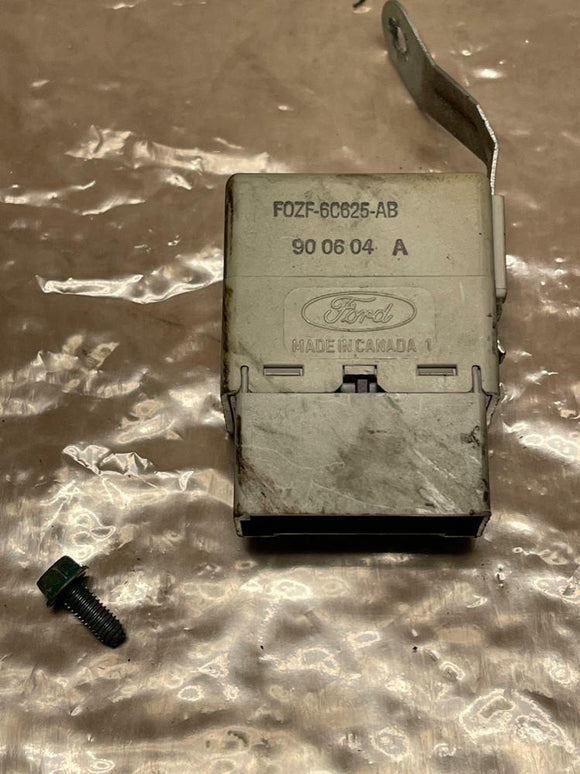 F0ZF-6C625-AB
90 06 04 A
Ford
MADE IN CANADA 1